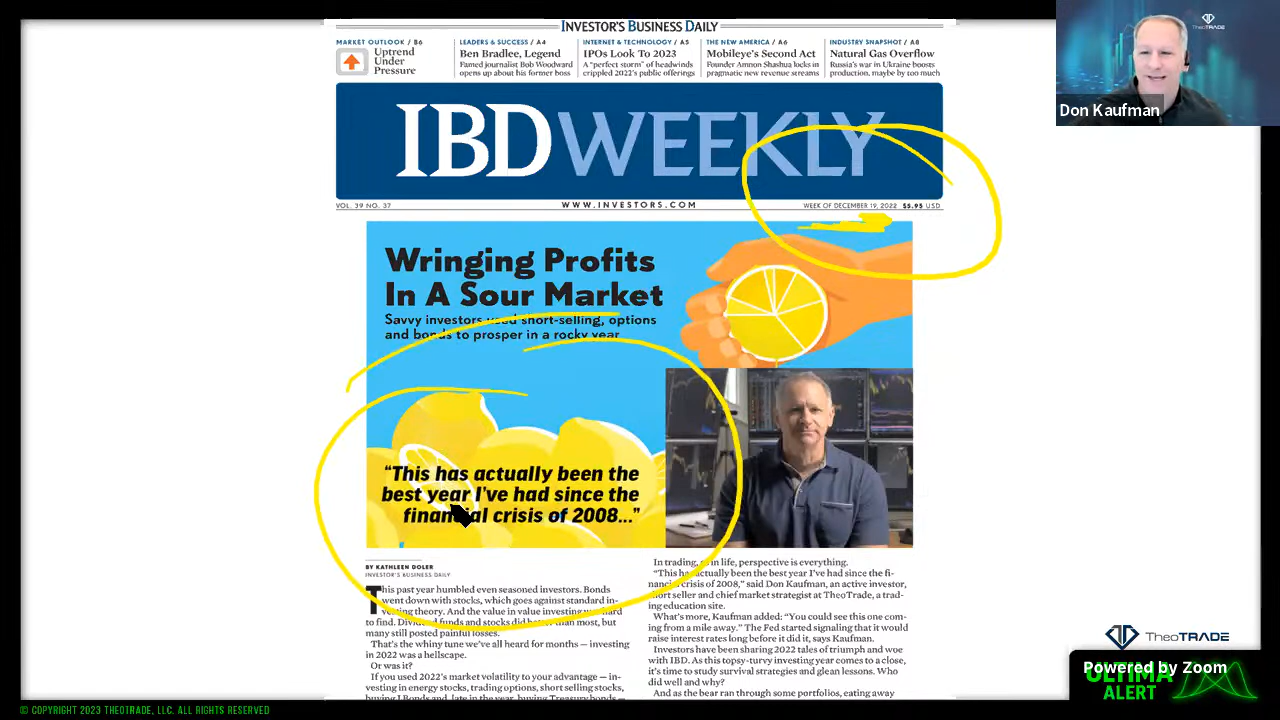 INVESTOR'S BUSINESS DAILY
MARKET OUTLOOK / B6
Uptrend
Under
Pressure
LEADERS & SUCCESS / A4
Ben Bradlee, Legend
Famed journalist Bob Woodward
opens up about his former boss
INTERNET & TECHNOLOGY / A5
IPOs Look To 2023
A "perfect storm" of headwinds
crippled 2022's public offerings
THE NEW AMERICA / A6
Mobileye's Second Act
Founder Amnon Shashua locks in
pragmatic new revenue streams
INDUSTRY SNAPSHOT / A8
Natural Gas Overflow
Russia's war in Ukraine boosts
production, maybe by too much
TheoTRADE
Don Kaufman
IBD WEEKLY
VOL. 39 NO. 37
WWW.INVESTORS.COM
WEEK OF DECEMBER 19, 2022 $5.95 USD
Wringing Profits
In A Sour Market
Savvy investors used short-selling, options
and bonds to prosper in a rocky year
"This has actually been the
best year I've had since the
financial crisis of 2008..."
BY KATHLEEN DOLER
INVESTOR'S BUSINESS DAILY
This past year humbled even seasoned investors. Bonds
went down with stocks, which goes against standard in-
vesting theory. And the value in value investing was hard
to find. Dividend funds and stocks did better than most, but
many still posted painful losses.
That's the whiny tune we've all heard for months — investing
in 2022 was a hellscape.
Or was it?
If you used 2022's market volatility to your advantage — in-
vesting in energy stocks, trading options, short selling stocks,
buying I Bonds and, late in the year, buying Treasury bonds —
In trading, as in life, perspective is everything.
"This has actually been the best year I've had since the fi-
nancial crisis of 2008," said Don Kaufman, an active investor,
short seller and chief market strategist at TheoTrade, a trad-
ing education site.
What's more, Kaufman added: "You could see this one com-
ing from a mile away." The Fed started signaling that it would
raise interest rates long before it did it, says Kaufman.
Investors have been sharing 2022 tales of triumph and woe
with IBD. As this topsy-turvy investing year comes to a close,
it's time to study survival strategies and glean lessons. Who
did well and why?
And as the bear ran through some portfolios, eating away
TheoTRADE
Powered by Zoom
ULTIMA
ALERT
© COPYRIGHT 2023 THEOTRADE, LLC. ALL RIGHTS RESERVED